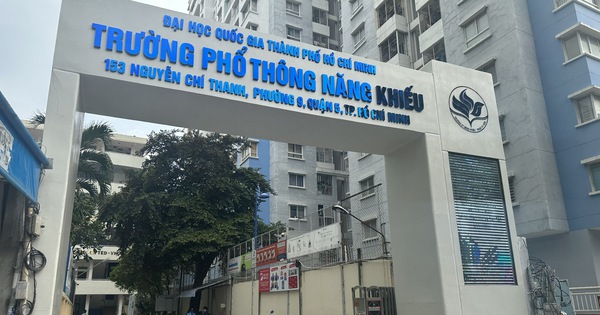 ĐẠI HỌC QUỐC GIA THÀNH PHỐ HỒ CHÍ MINH
TRƯỜNG PHỔ THÔNG NĂNG KHIẾU
153 NGUYỄN CHÍ THANH, PHƯỜNG 9, QUẬN 5, TP. HỒ CHÍ MINH